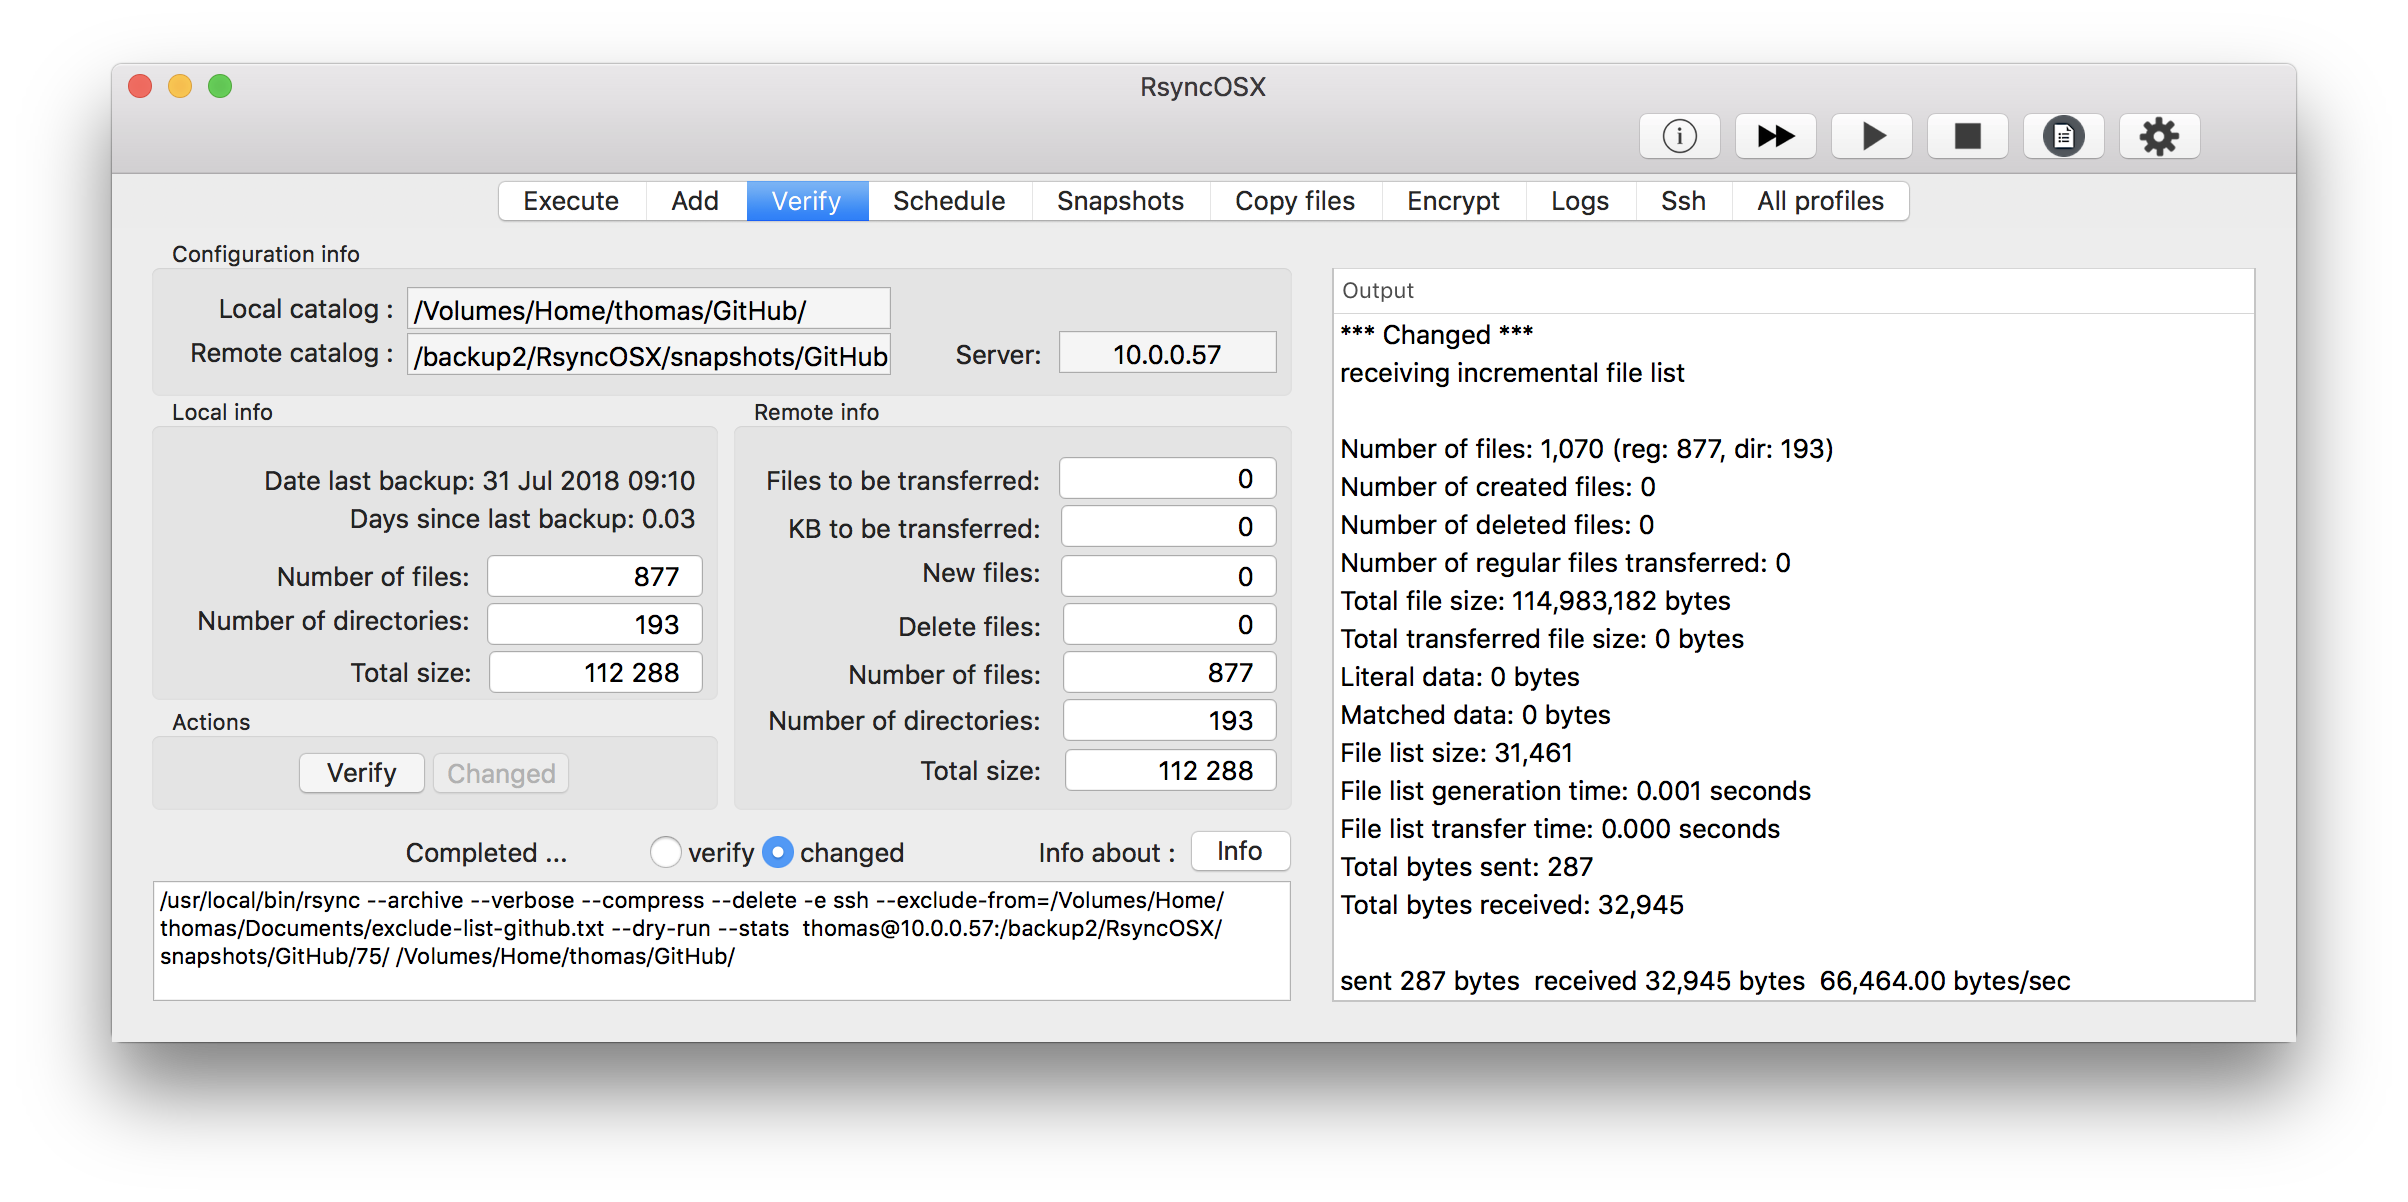 RsyncOSX
Execute Add Verify Schedule Snapshots Copy files Encrypt Logs Ssh All profiles
Configuration info
Local catalog : /Volumes/Home/thomas/GitHub/
Remote catalog : /backup2/RsyncOSX/snapshots/GitHub
Server: 10.0.0.57
Local info
Date last backup: 31 Jul 2018 09:10
Days since last backup: 0.03
Number of files: 877
Number of directories: 193
Total size: 112 288
Actions
Verify Changed
Remote info
Files to be transferred: 0
KB to be transferred: 0
New files: 0
Delete files: 0
Number of files: 877
Number of directories: 193
Total size: 112 288
Completed ... verify changed Info about : Info
/usr/local/bin/rsync --archive --verbose --compress --delete -e ssh --exclude-from=/Volumes/Home/
thomas/Documents/exclude-list-github.txt --dry-run --stats  thomas@10.0.0.57:/backup2/RsyncOSX/
snapshots/GitHub/75/ /Volumes/Home/thomas/GitHub/
Output
*** Changed ***
receiving incremental file list
Number of files: 1,070 (reg: 877, dir: 193)
Number of created files: 0
Number of deleted files: 0
Number of regular files transferred: 0
Total file size: 114,983,182 bytes
Total transferred file size: 0 bytes
Literal data: 0 bytes
Matched data: 0 bytes
File list size: 31,461
File list generation time: 0.001 seconds
File list transfer time: 0.000 seconds
Total bytes sent: 287
Total bytes received: 32,945
sent 287 bytes  received 32,945 bytes  66,464.00 bytes/sec